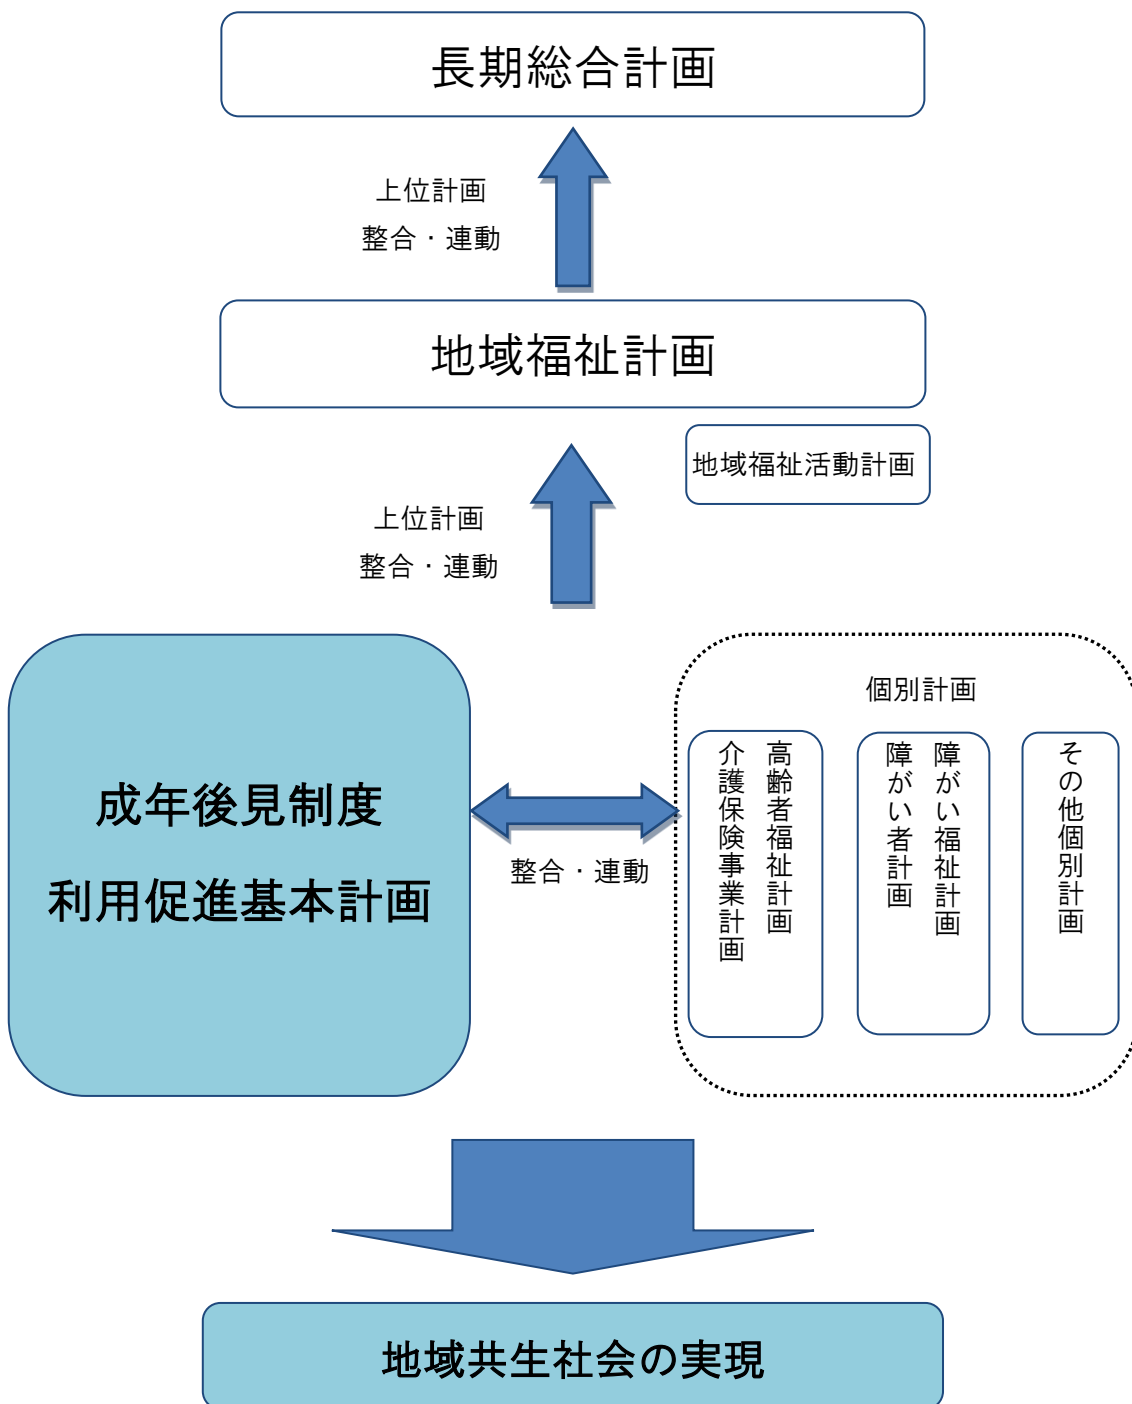 長期総合計画
上位計画
整合・連動
地域福祉計画
地域福祉活動計画
上位計画
整合・連動
成年後見制度
利用促進基本計画
整合・連動
個別計画
高齢者福祉計画
介護保険事業計画
障がい福祉計画
障がい者計画
その他個別計画
地域共生社会の実現